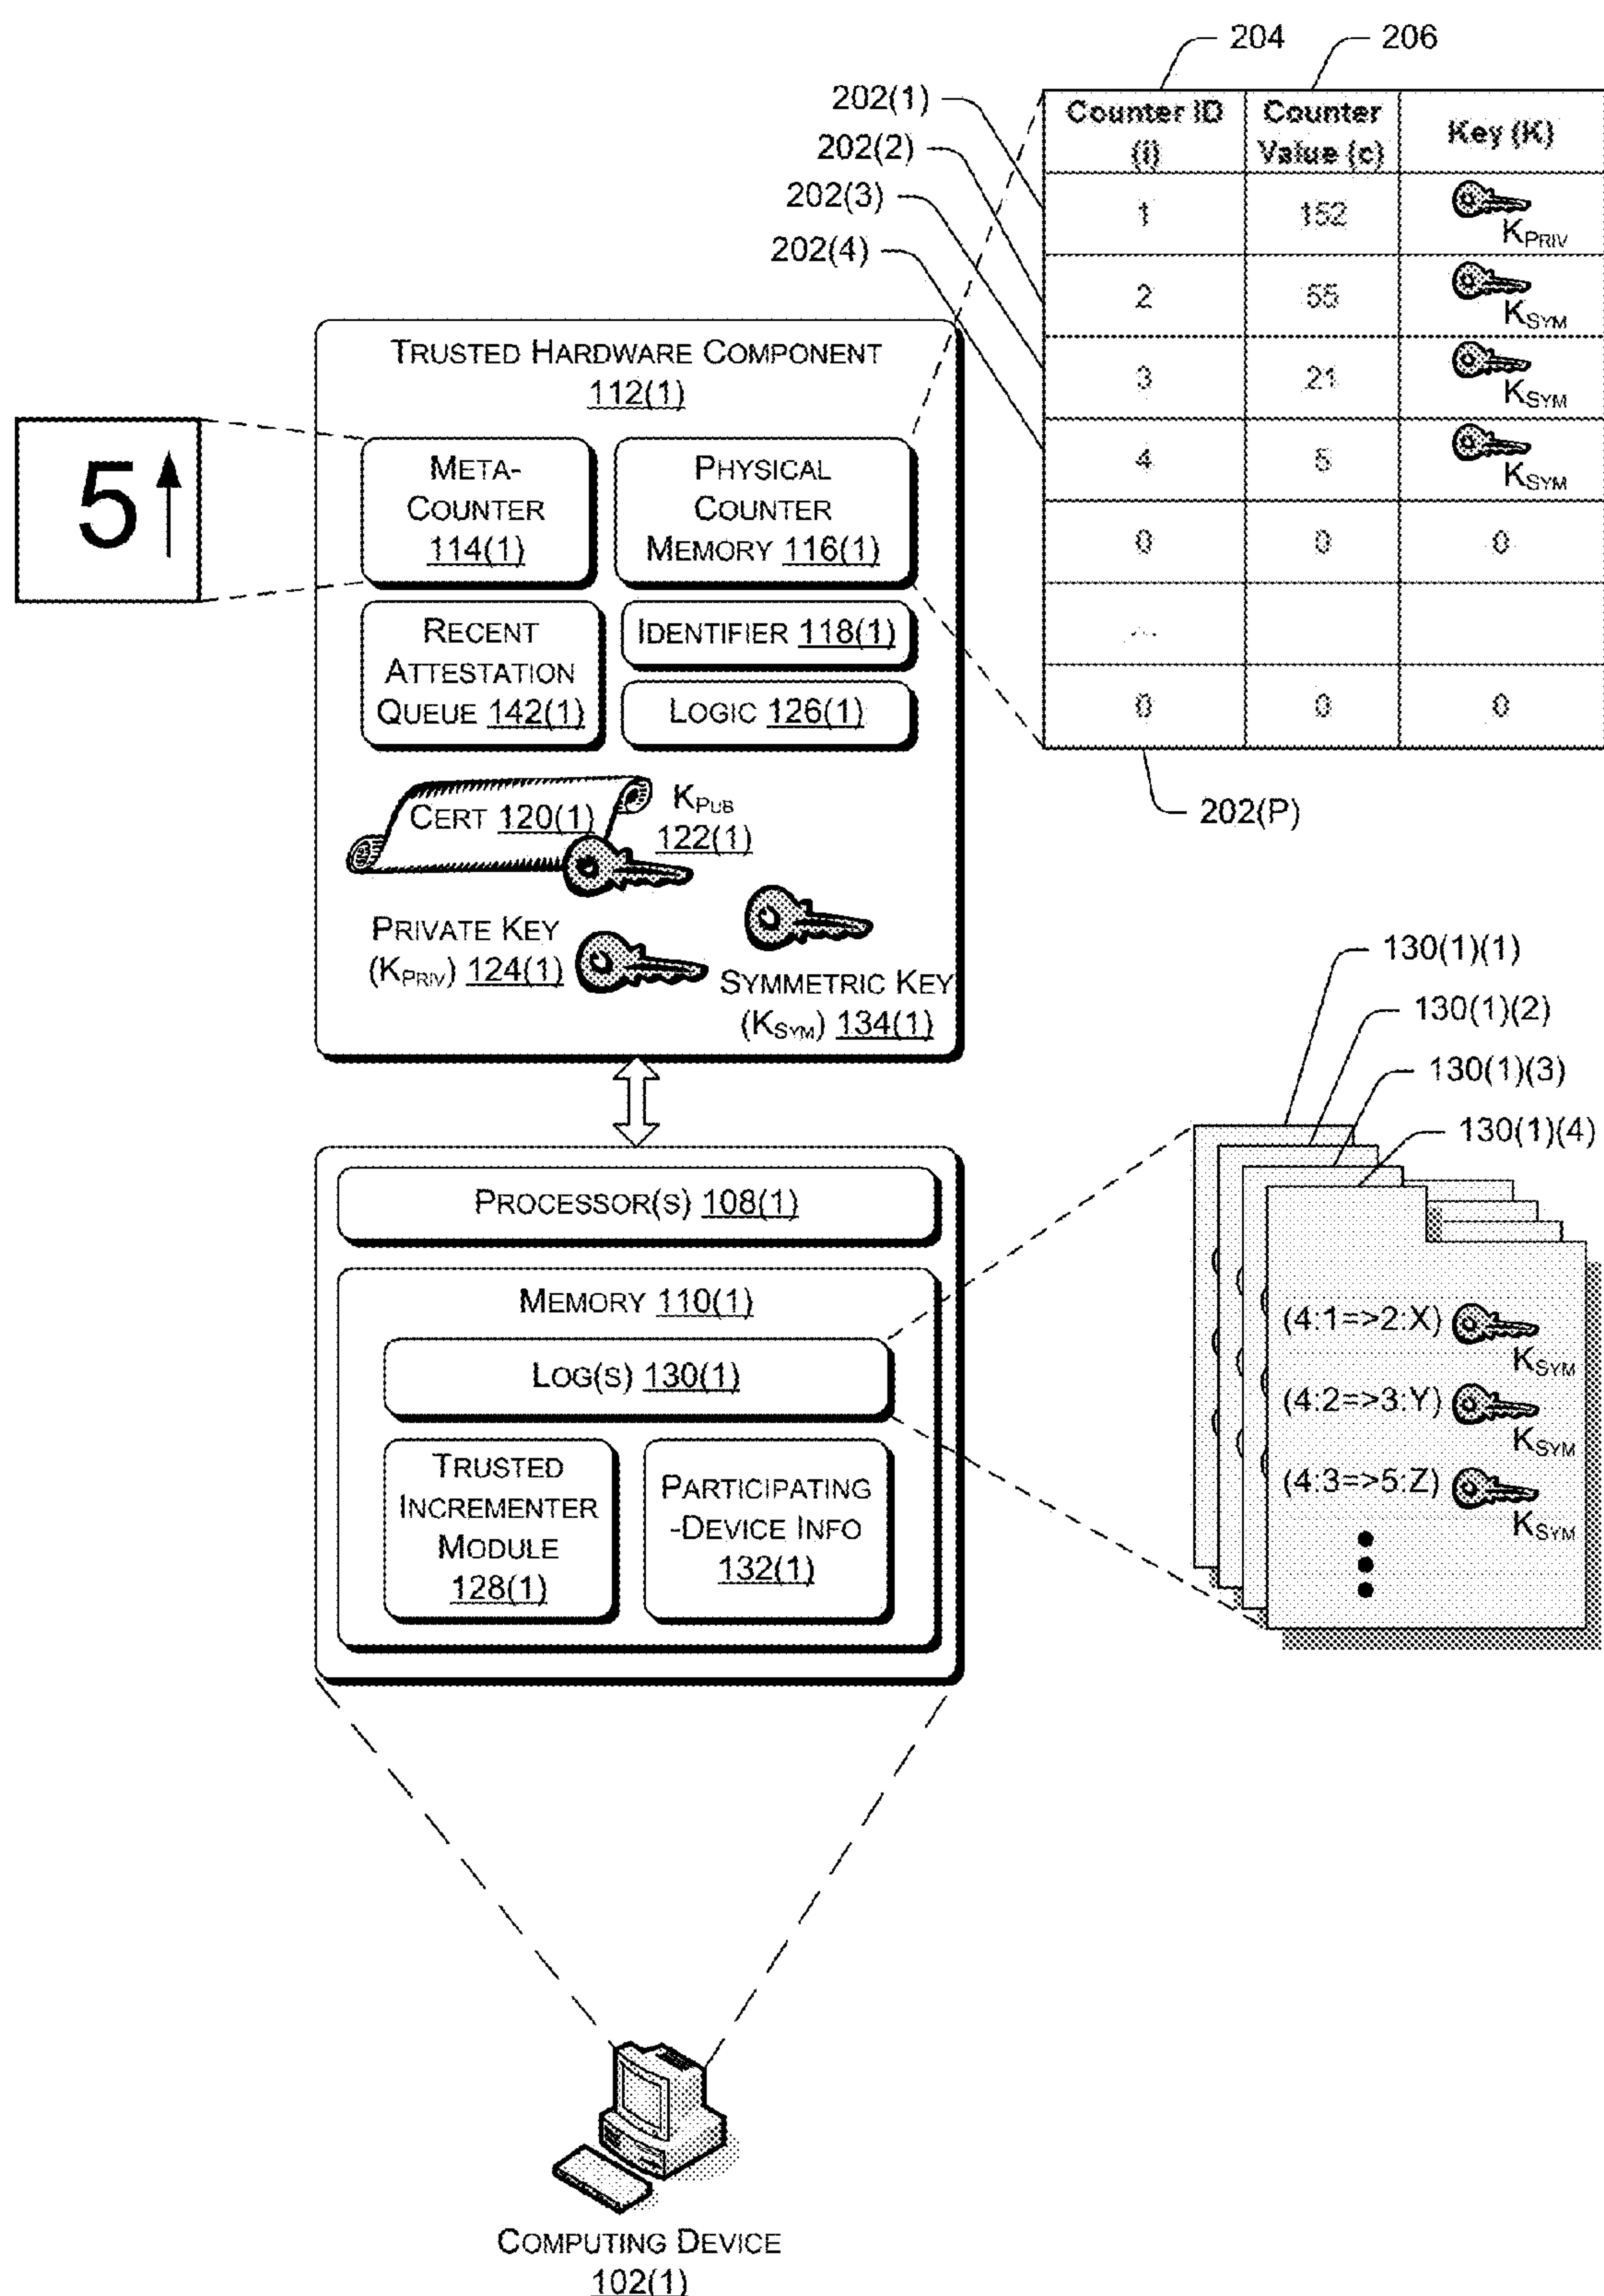 204
206
202(1)
202(2)
202(3)
202(4)
Counter ID (i) Counter Value (c) Key (K)
1 152 KPRIV
2 55 KSYM
3 21 KSYM
4 5 KSYM
0 0 0
...
0 0 0
202(P)
TRUSTED HARDWARE COMPONENT
112(1)
5
META-
COUNTER
114(1)
PHYSICAL
COUNTER
MEMORY 116(1)
RECENT
ATTESTATION
QUEUE 142(1)
IDENTIFIER 118(1)
LOGIC 126(1)
CERT 120(1)
KPUB
122(1)
PRIVATE KEY
(KPRIV) 124(1)
SYMMETRIC KEY
(KSYM) 134(1)
130(1)(1)
130(1)(2)
130(1)(3)
130(1)(4)
PROCESSOR(S) 108(1)
MEMORY 110(1)
LOG(S) 130(1)
TRUSTED
INCREMENTER
MODULE
128(1)
PARTICIPATING
-DEVICE INFO
132(1)
(4:1=>2:X) KSYM
(4:2=>3:Y) KSYM
(4:3=>5:Z) KSYM
COMPUTING DEVICE
102(1)